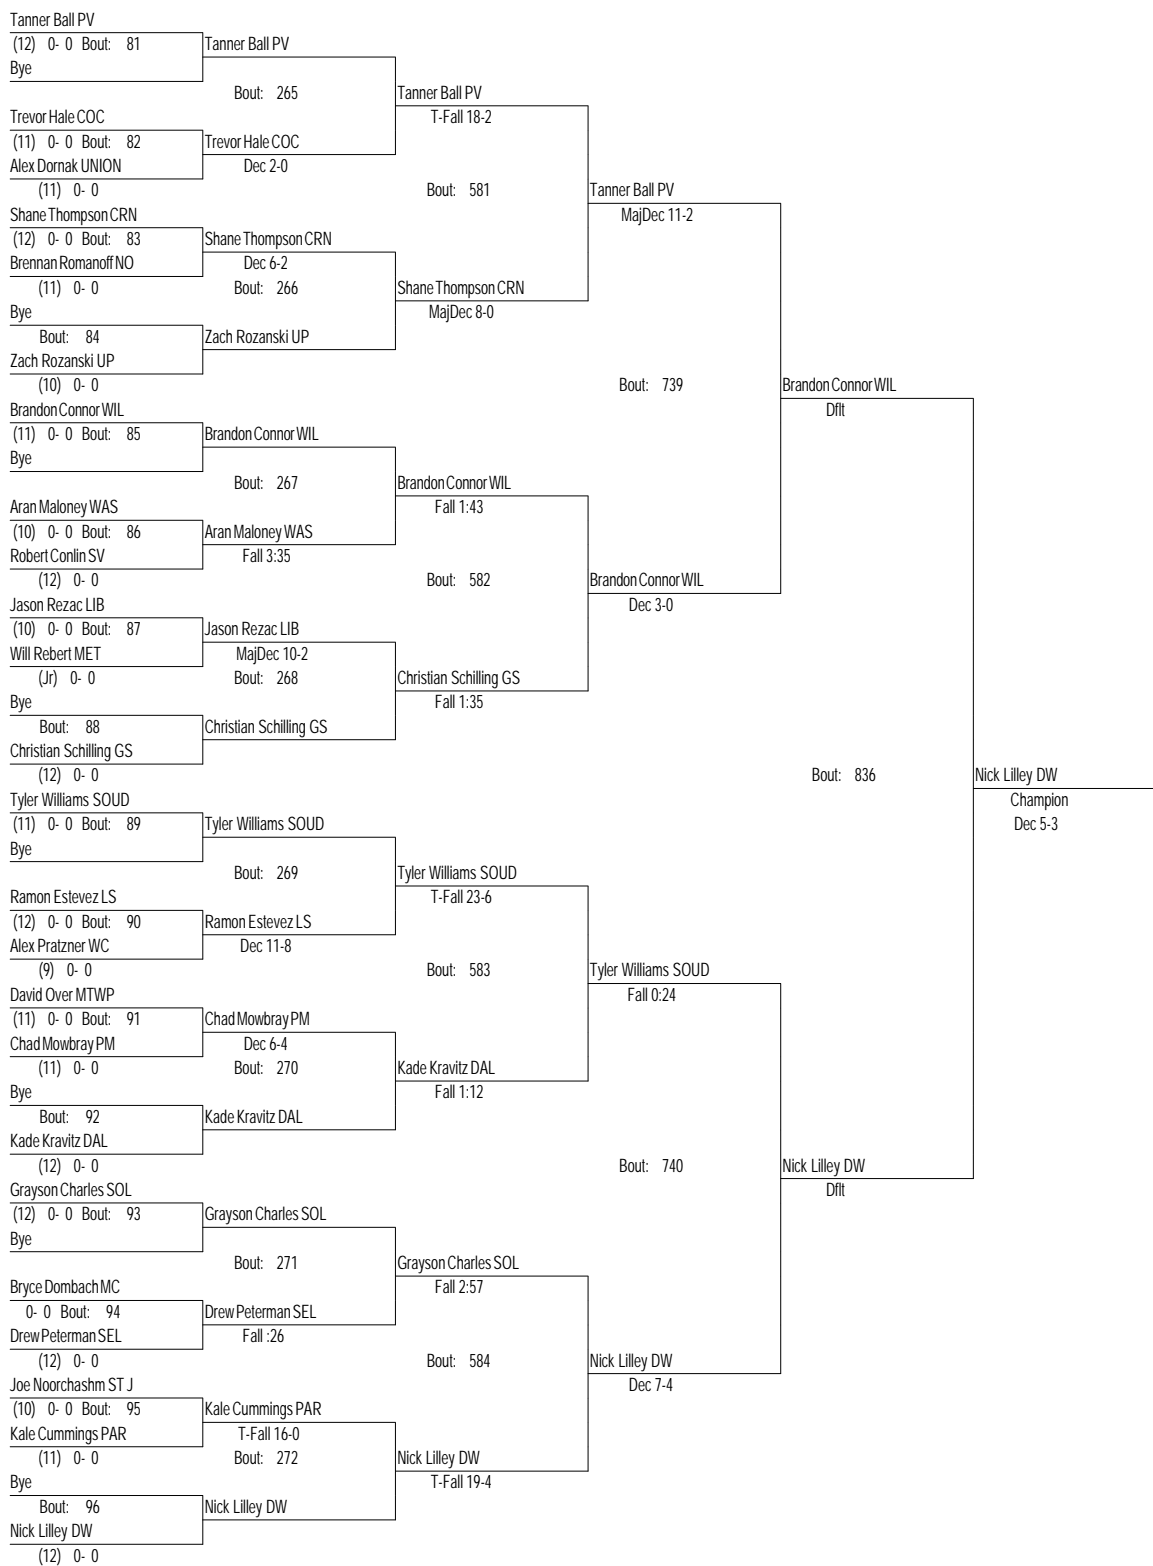 Tanner Ball PV
(12) 0- 0 Bout: 81 Tanner Ball PV
Bye
Bout: 265 Tanner Ball PV
Trevor Hale COC T-Fall 18-2
(11) 0- 0 Bout: 82 Trevor Hale COC
Alex Dornak UNION Dec 2-0
(11) 0- 0 Bout: 581 Tanner Ball PV
Shane Thompson CRN MajDec 11-2
(12) 0- 0 Bout: 83 Shane Thompson CRN
Brennan Romanoff NO Dec 6-2
(11) 0- 0 Bout: 266 Shane Thompson CRN
Bye MajDec 8-0
Bout: 84 Zach Rozanski UP
Zach Rozanski UP
(10) 0- 0 Bout: 739 Brandon Connor WIL
Brandon Connor WIL Dflt
(11) 0- 0 Bout: 85 Brandon Connor WIL
Bye
Bout: 267 Brandon Connor WIL
Aran Maloney WAS Fall 1:43
(10) 0- 0 Bout: 86 Aran Maloney WAS
Robert Conlin SV Fall 3:35
(12) 0- 0 Bout: 582 Brandon Connor WIL
Jason Rezac LIB Dec 3-0
(10) 0- 0 Bout: 87 Jason Rezac LIB
Will Rebert MET MajDec 10-2
(Jr) 0- 0 Bout: 268 Christian Schilling GS
Bye Fall 1:35
Bout: 88 Christian Schilling GS
Christian Schilling GS
(12) 0- 0 Bout: 836 Nick Lilley DW
Tyler Williams SOUD Champion
(11) 0- 0 Bout: 89 Tyler Williams SOUD Dec 5-3
Bye
Bout: 269 Tyler Williams SOUD
Ramon Estevez LS T-Fall 23-6
(12) 0- 0 Bout: 90 Ramon Estevez LS
Alex Pratzner WC Dec 11-8
(9) 0- 0 Bout: 583 Tyler Williams SOUD
David Over MTWP Fall 0:24
(11) 0- 0 Bout: 91 Chad Mowbray PM
Chad Mowbray PM Dec 6-4
(11) 0- 0 Bout: 270 Kade Kravitz DAL
Bye Fall 1:12
Bout: 92 Kade Kravitz DAL
Kade Kravitz DAL
(12) 0- 0 Bout: 740 Nick Lilley DW
Grayson Charles SOL Dflt
(12) 0- 0 Bout: 93 Grayson Charles SOL
Bye
Bout: 271 Grayson Charles SOL
Bryce Dombach MC Fall 2:57
0- 0 Bout: 94 Drew Peterman SEL
Drew Peterman SEL Fall :26
(12) 0- 0 Bout: 584 Nick Lilley DW
Joe Noorchashm ST J Dec 7-4
(10) 0- 0 Bout: 95 Kale Cummings PAR
Kale Cummings PAR T-Fall 16-0
(11) 0- 0 Bout: 272 Nick Lilley DW
Bye T-Fall 19-4
Bout: 96 Nick Lilley DW
Nick Lilley DW
(12) 0- 0